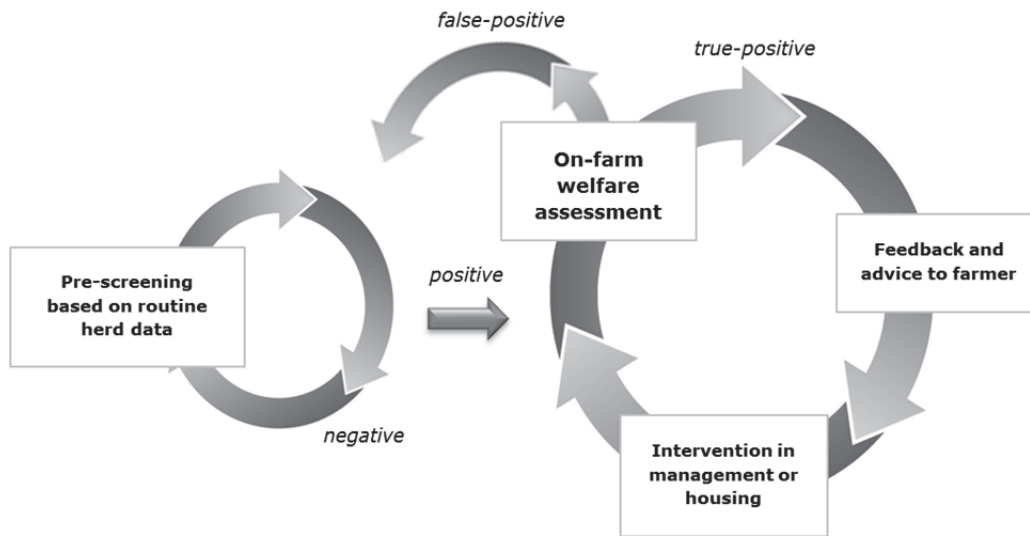 false-positive
true-positive
On-farm
welfare
assessment
Pre-screening
based on routine
herd data
positive
Feedback and
advice to farmer
negative
Intervention in
management or
housing